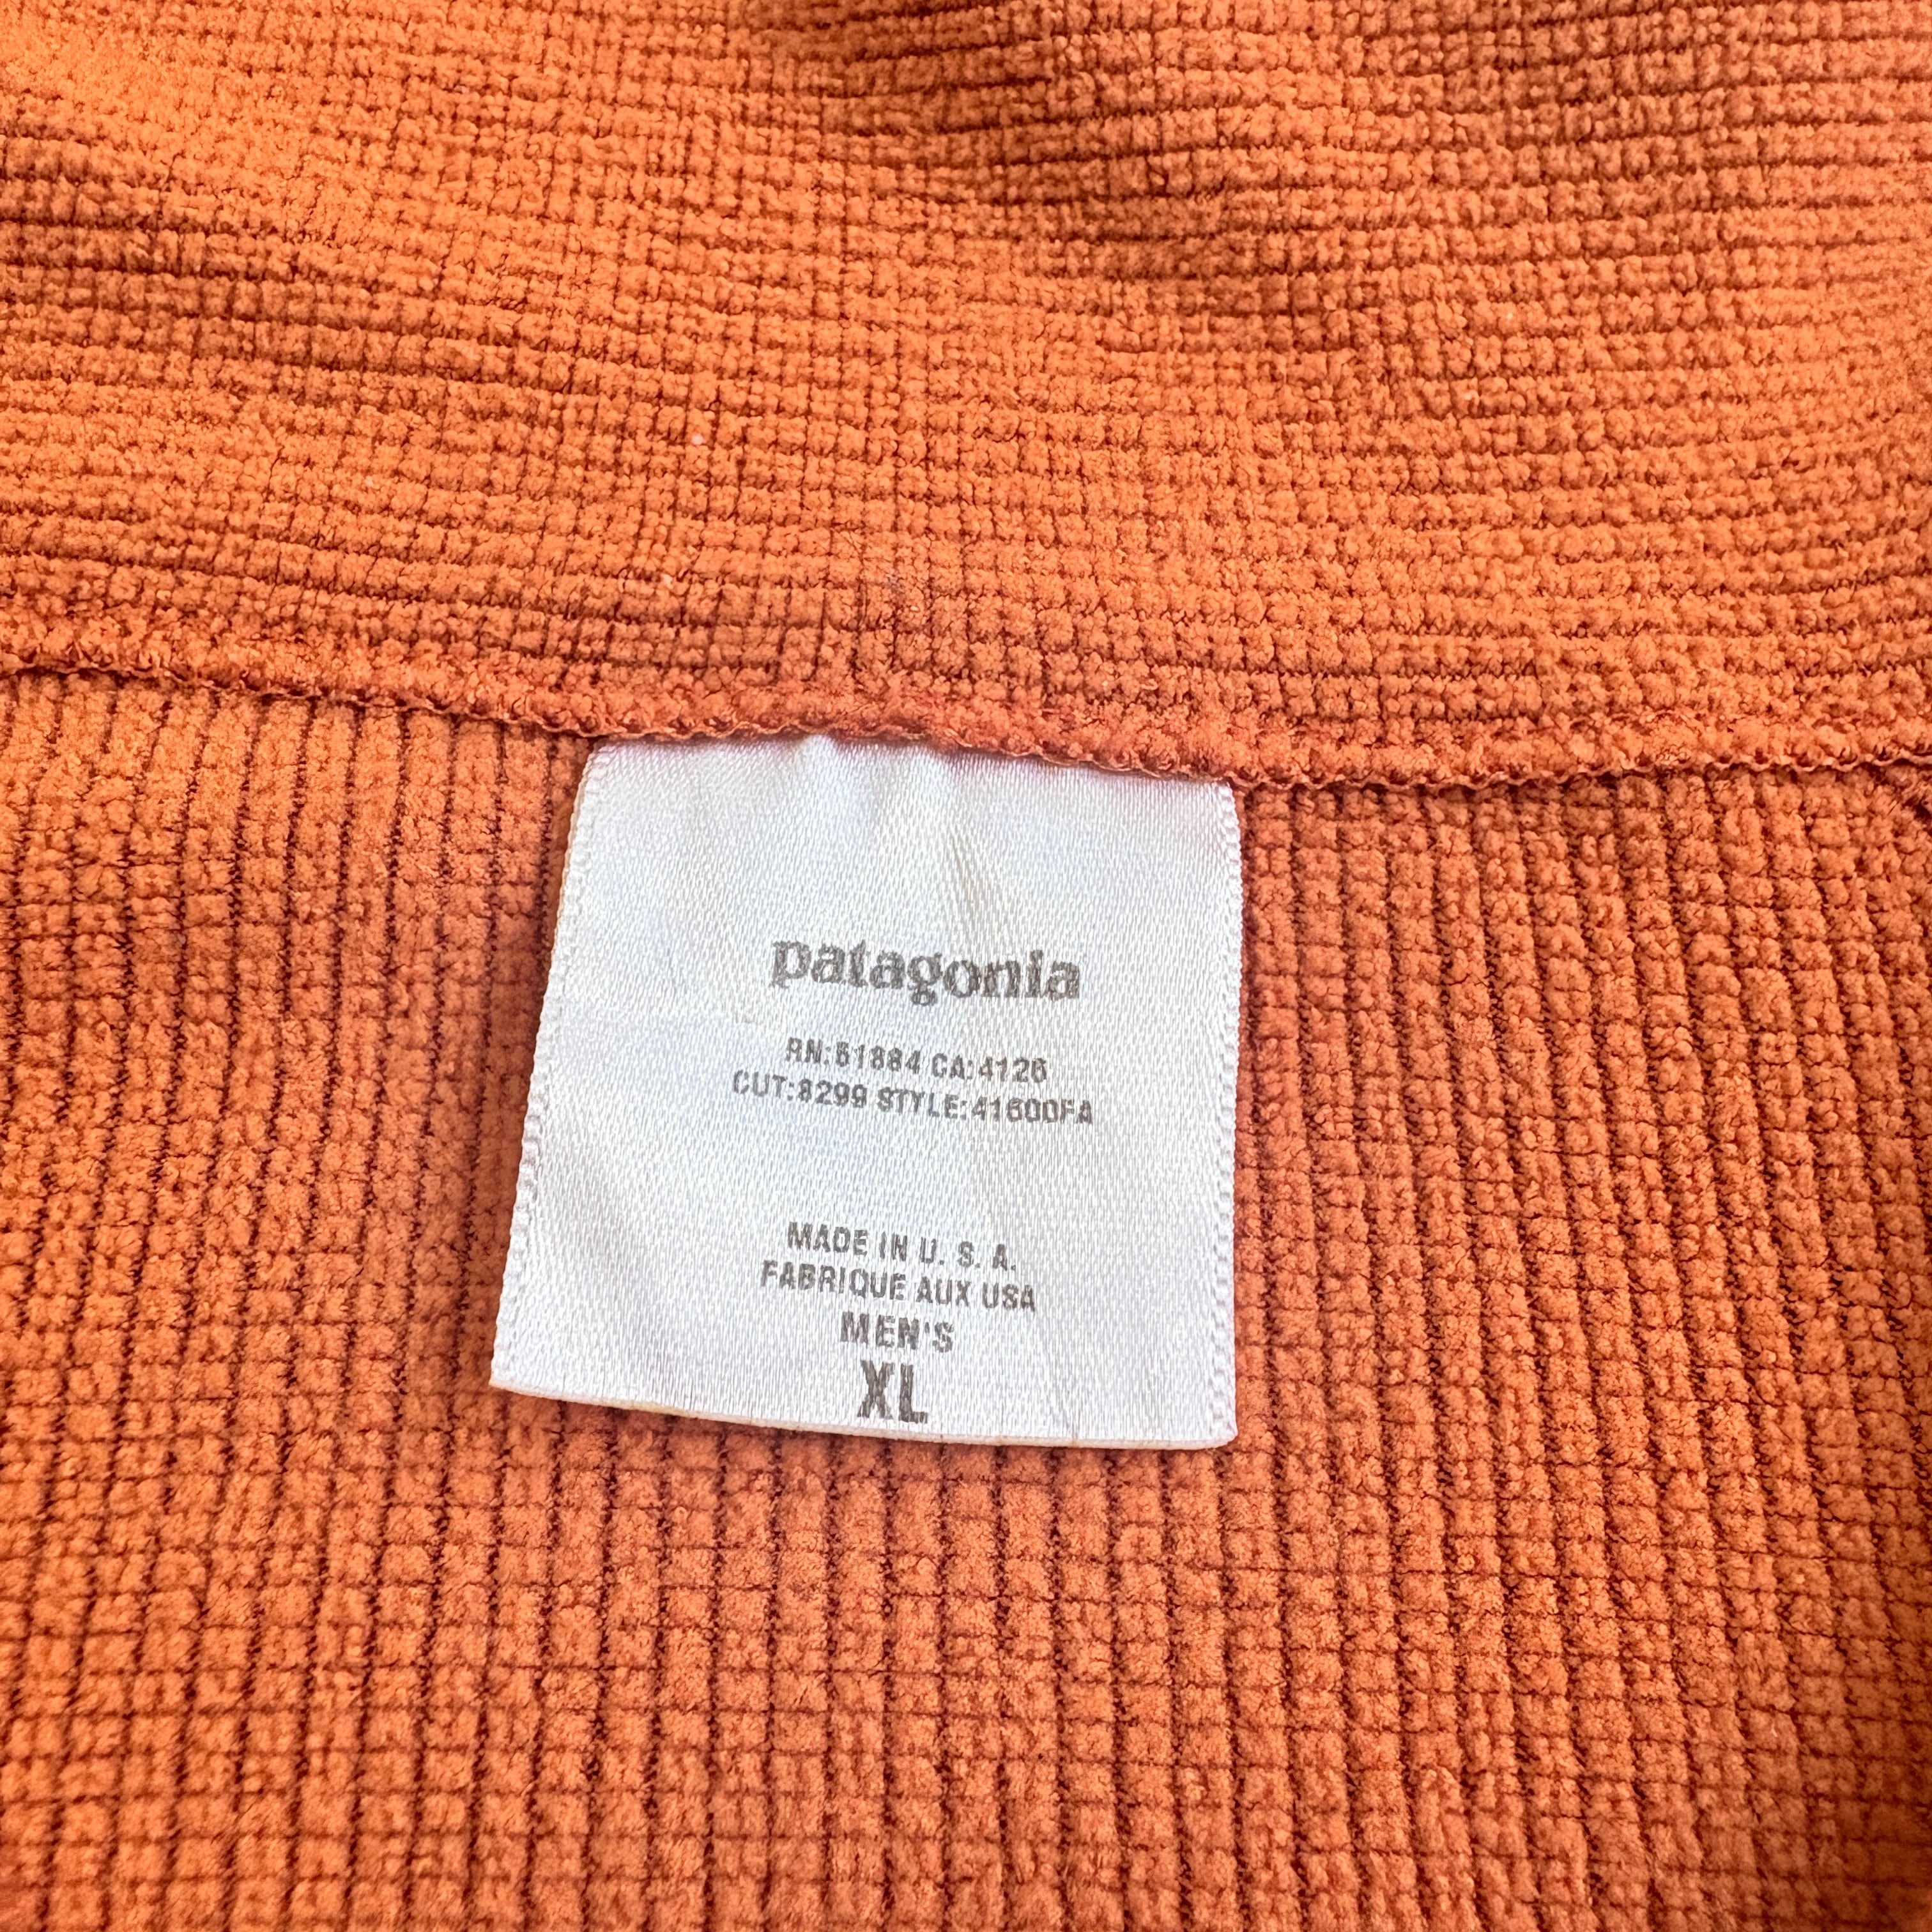 patagonia
RN:51884 CA:4126
CUT:8299 STYLE:41600FA
MADE IN U. S. A.
FABRIQUE AUX USA
MEN'S
XL